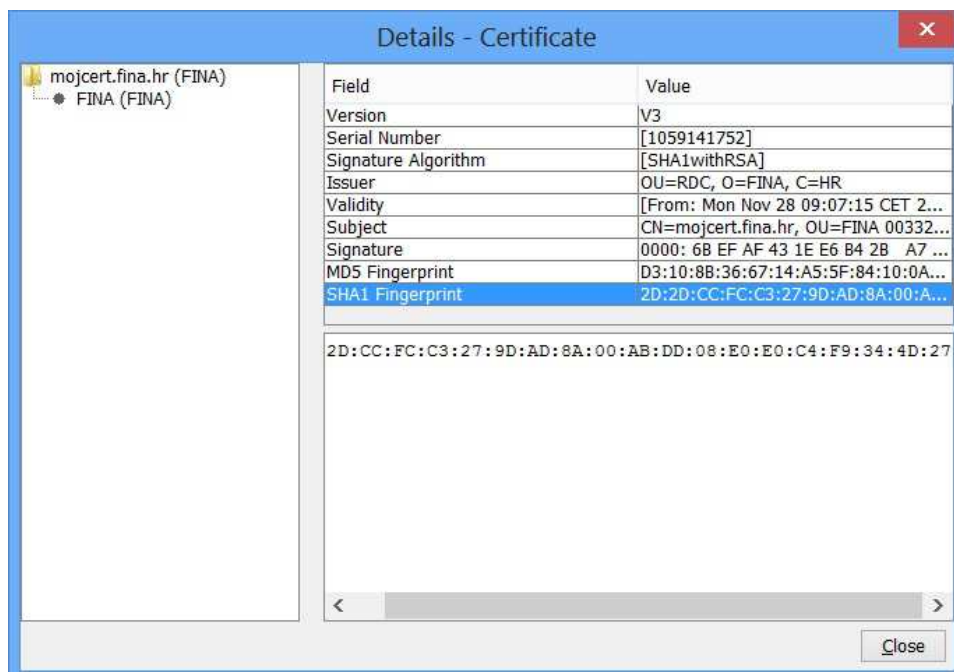 Details - Certificate
mojcert.fina.hr (FINA)
FINA (FINA)
Field Value
Version V3
Serial Number [1059141752]
Signature Algorithm [SHA1withRSA]
Issuer OU=RDC, O=FINA, C=HR
Validity [From: Mon Nov 28 09:07:15 CET 2...
Subject CN=mojcert.fina.hr, OU=FINA 00332...
Signature 0000: 6B EF AF 43 1E E6 B4 2B A7 ...
MD5 Fingerprint D3:10:8B:36:67:14:A5:5F:84:10:0A...
SHA1 Fingerprint 2D:2D:CC:FC:C3:27:9D:AD:8A:00:A...
2D:CC:FC:C3:27:9D:AD:8A:00:AB:DD:08:E0:E0:C4:F9:34:4D:27
Close